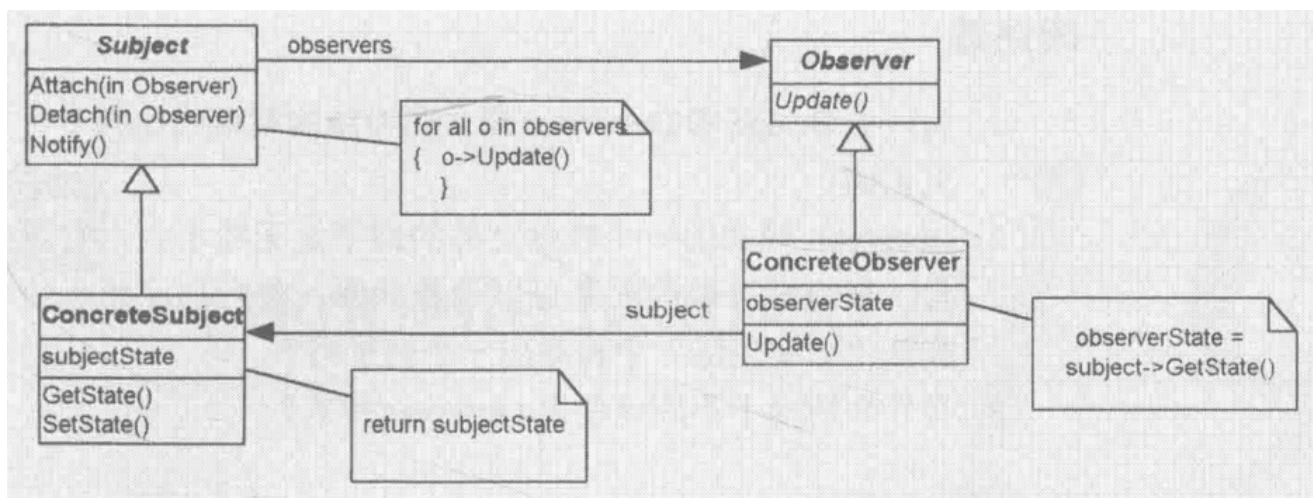 Subject
Attach(in Observer)
Detach(in Observer)
Notify()
observers
Observer
Update()
for all o in observers
{ o->Update()
}
ConcreteSubject
subjectState
GetState()
SetState()
return subjectState
subject
ConcreteObserver
observerState
Update()
observerState =
subject->GetState()